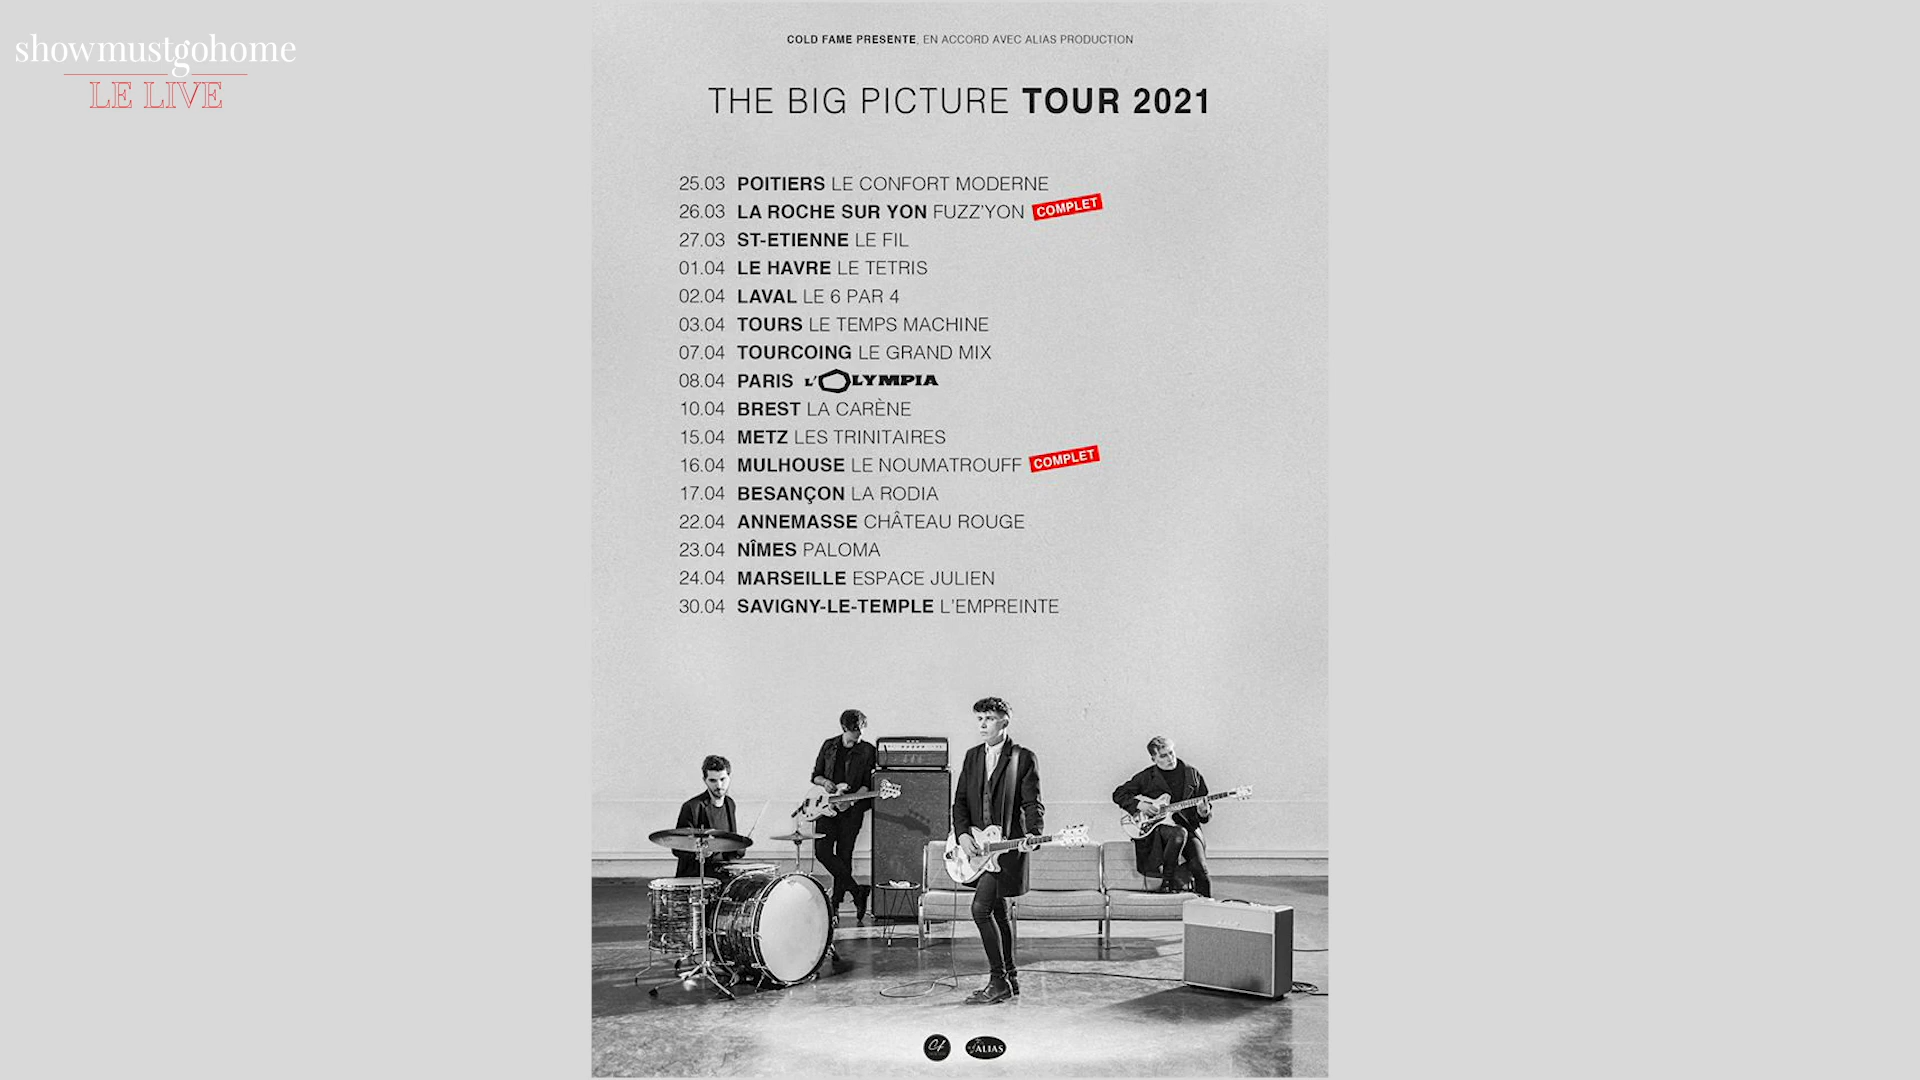 showmustgohome
LE LIVE
COLD FAME PRESENTE, EN ACCORD AVEC ALIAS PRODUCTION
THE BIG PICTURE TOUR 2021
25.03 POITIERS LE CONFORT MODERNE
26.03 LA ROCHE SUR YON FUZZ'YON COMPLET
27.03 ST-ETIENNE LE FIL
01.04 LE HAVRE LE TETRIS
02.04 LAVAL LE 6 PAR 4
03.04 TOURS LE TEMPS MACHINE
07.04 TOURCOING LE GRAND MIX
08.04 PARIS L'OLYMPIA
10.04 BREST LA CARÈNE
15.04 METZ LES TRINITAIRES
16.04 MULHOUSE LE NOUMATROUFF COMPLET
17.04 BESANÇON LA RODIA
22.04 ANNEMASSE CHÂTEAU ROUGE
23.04 NÎMES PALOMA
24.04 MARSEILLE ESPACE JULIEN
30.04 SAVIGNY-LE-TEMPLE L'EMPREINTE
Cf ALIAS